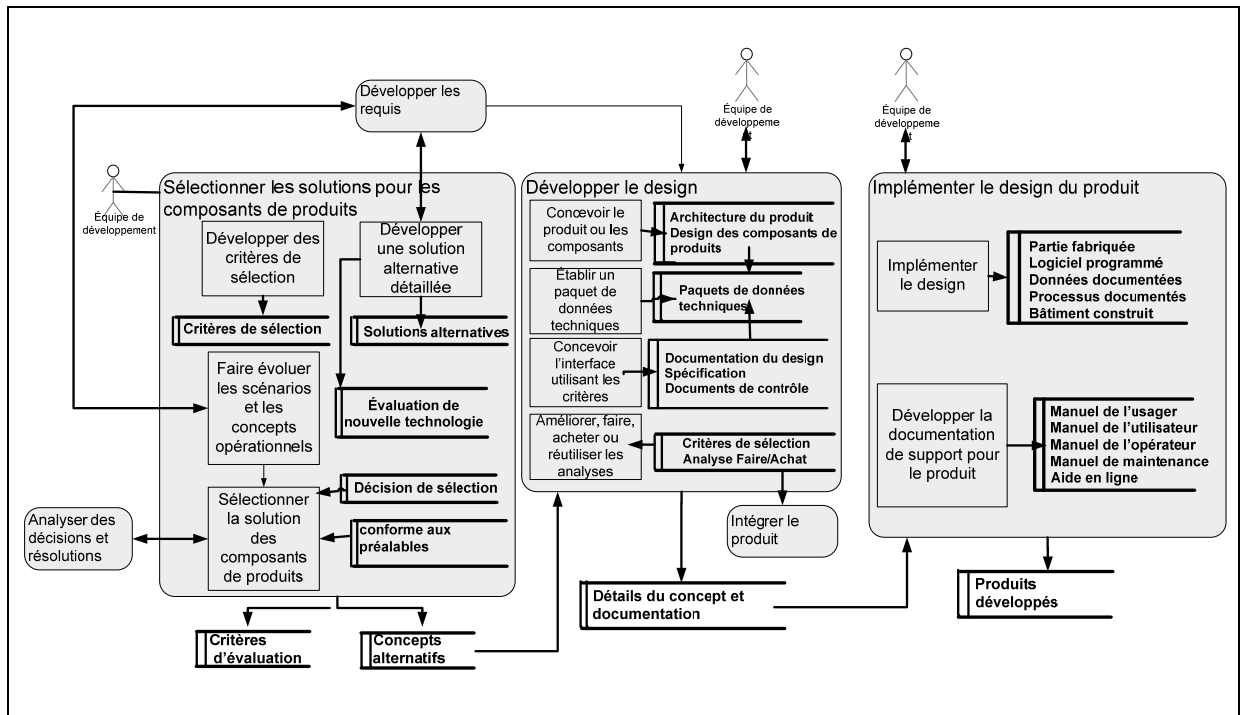 Développer les
requis
Équipe de
développeme
t
Équipe de
développeme
t
Équipe de
développement
Sélectionner les solutions pour les
composants de produits
Développer des
critères de
sélection
Développer
une solution
alternative
détaillée
Critères de sélection
Solutions alternatives
Faire évoluer
les scénarios
et les
concepts
opérationnels
Évaluation de
nouvelle technologie
Sélectionner
la solution
des
composants
de produits
Décision de sélection
conforme aux
préalables
Analyser des
décisions et
résolutions
Critères
d’évaluation
Concepts
alternatifs
Développer le design
Concevoir le
produit ou les
composants
Architecture du produit
Design des composants de
produits
Établir un
paquet de
données
techniques
Paquets de données
techniques
Concevoir
l’interface
utilisant les
critères
Documentation du design
Spécification
Documents de contrôle
Améliorer, faire,
acheter ou
réutiliser les
analyses
Critères de sélection
Analyse Faire/Achat
Intégrer le
produit
Détails du concept et
documentation
Implémenter le design du produit
Implémenter
le design
Partie fabriquée
Logiciel programmé
Données documentées
Processus documentés
Bâtiment construit
Développer la
documentation
de support pour
le produit
Manuel de l’usager
Manuel de l’utilisateur
Manuel de l’opérateur
Manuel de maintenance
Aide en ligne
Produits
développés